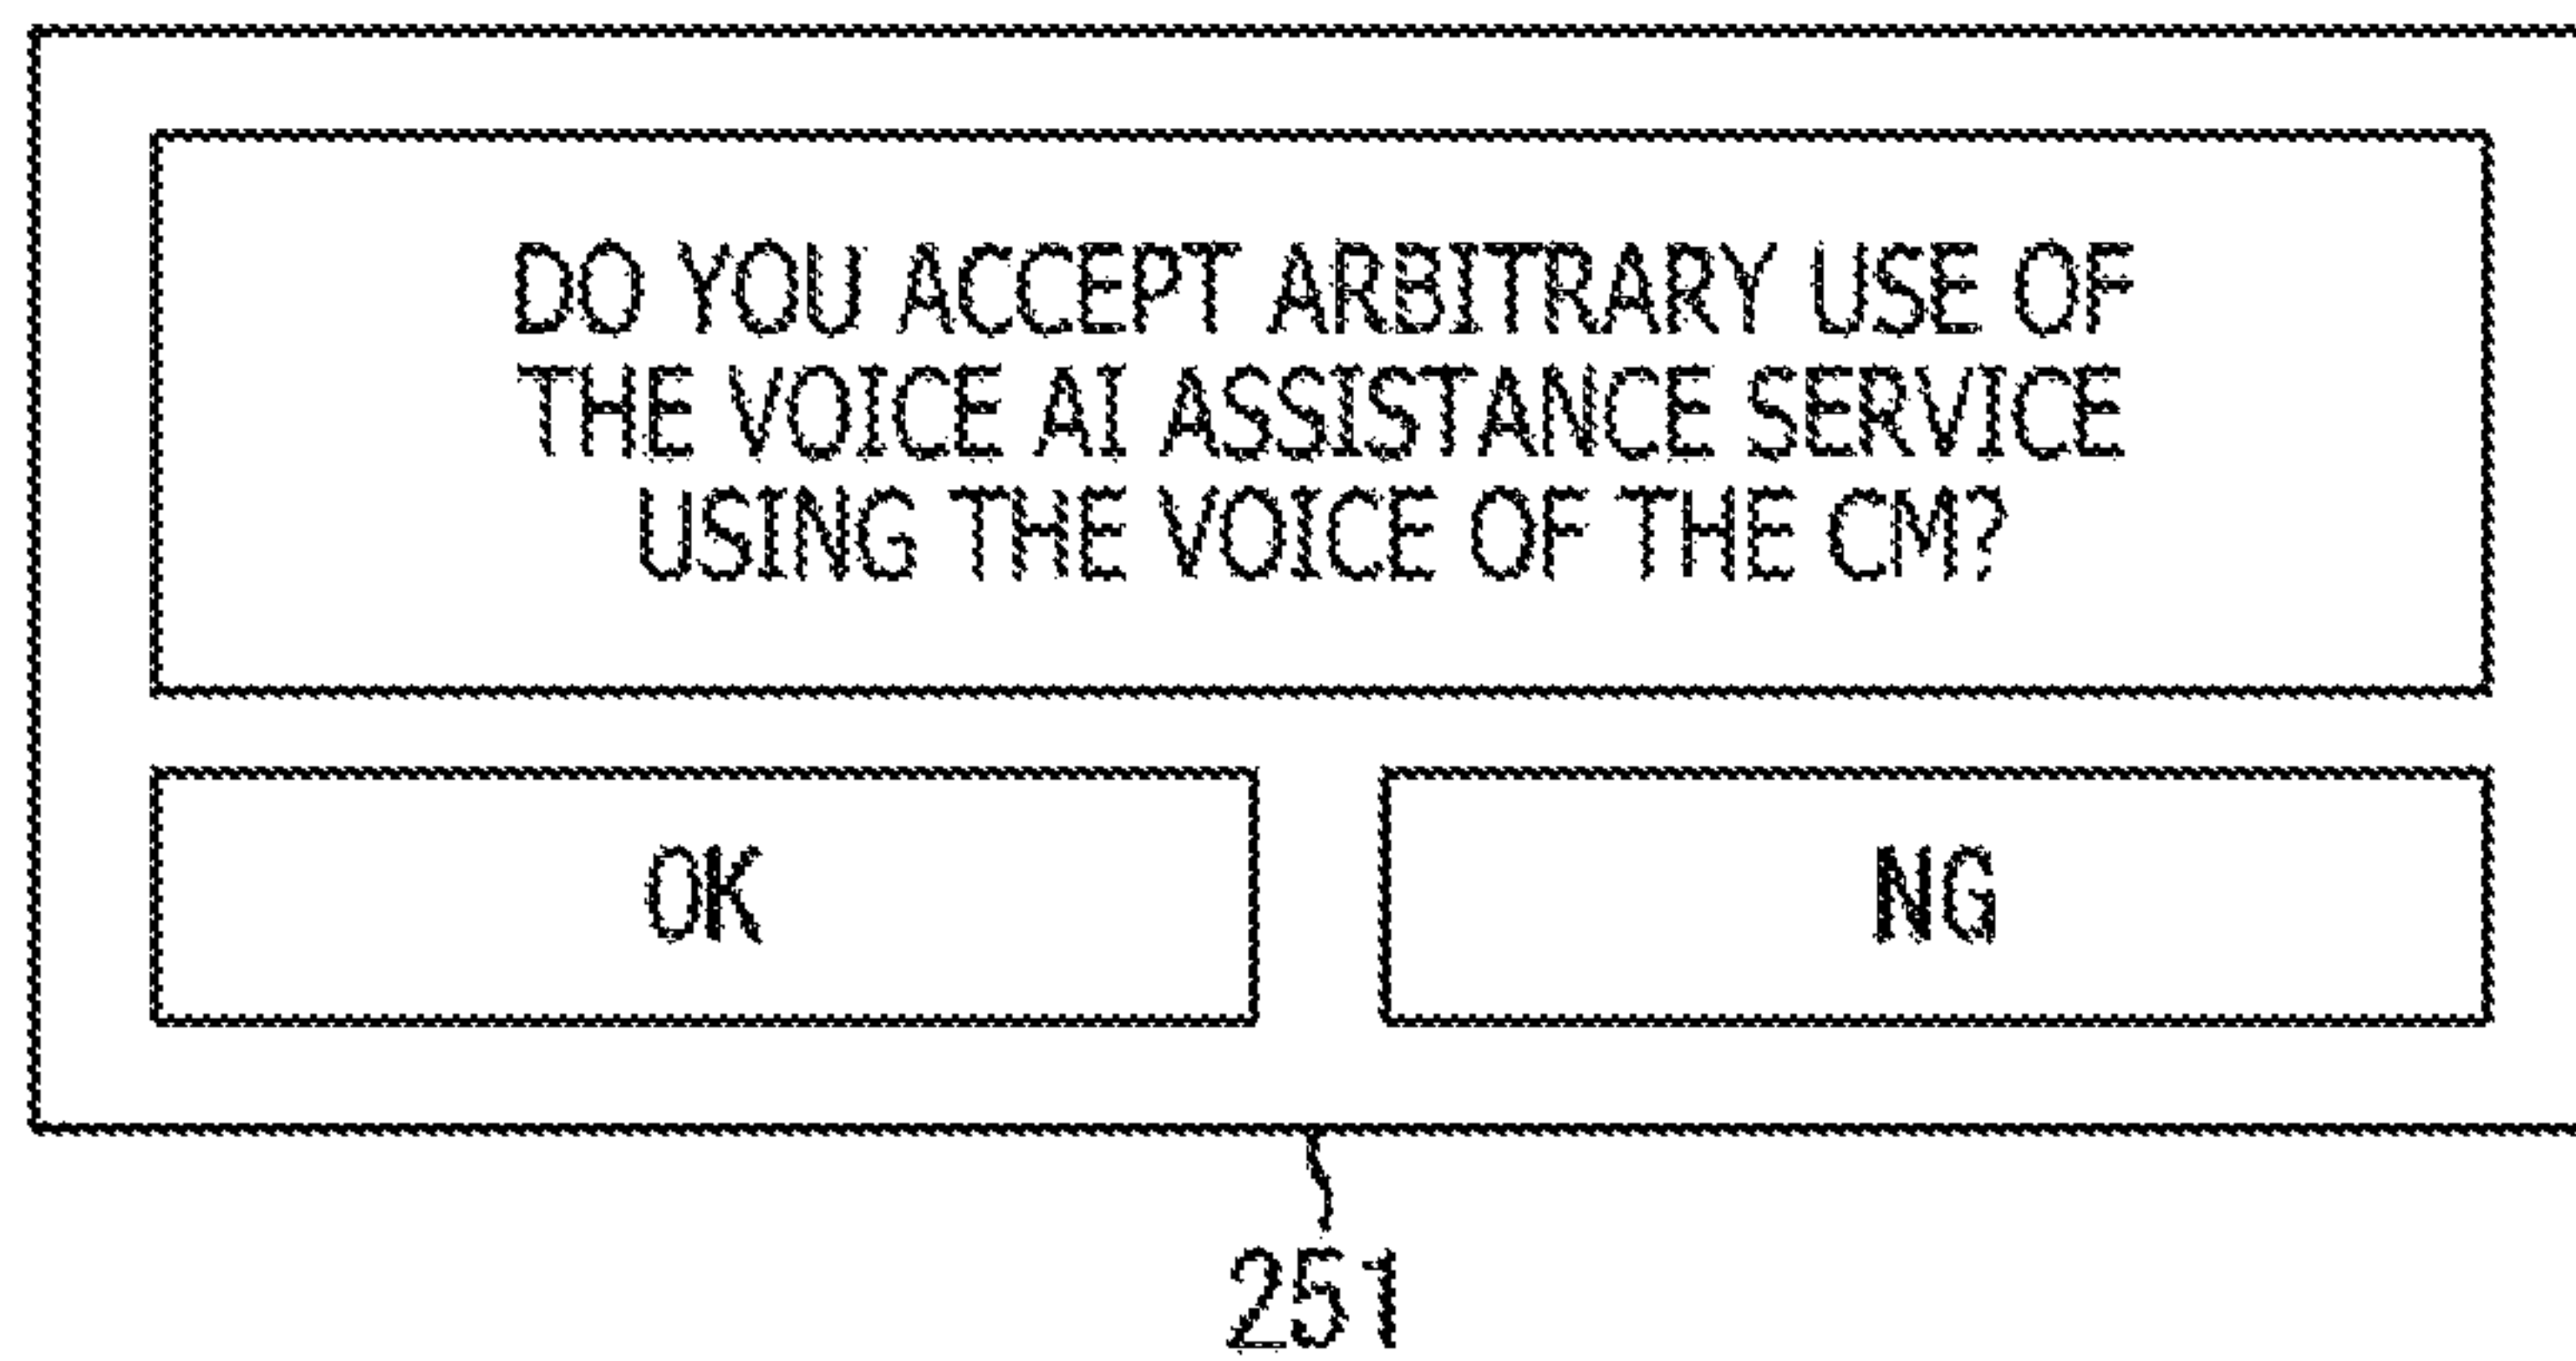 DO YOU ACCEPT ARBITRARY USE OF
THE VOICE AI ASSISTANCE SERVICE
USING THE VOICE OF THE CM?
OK
NG
251